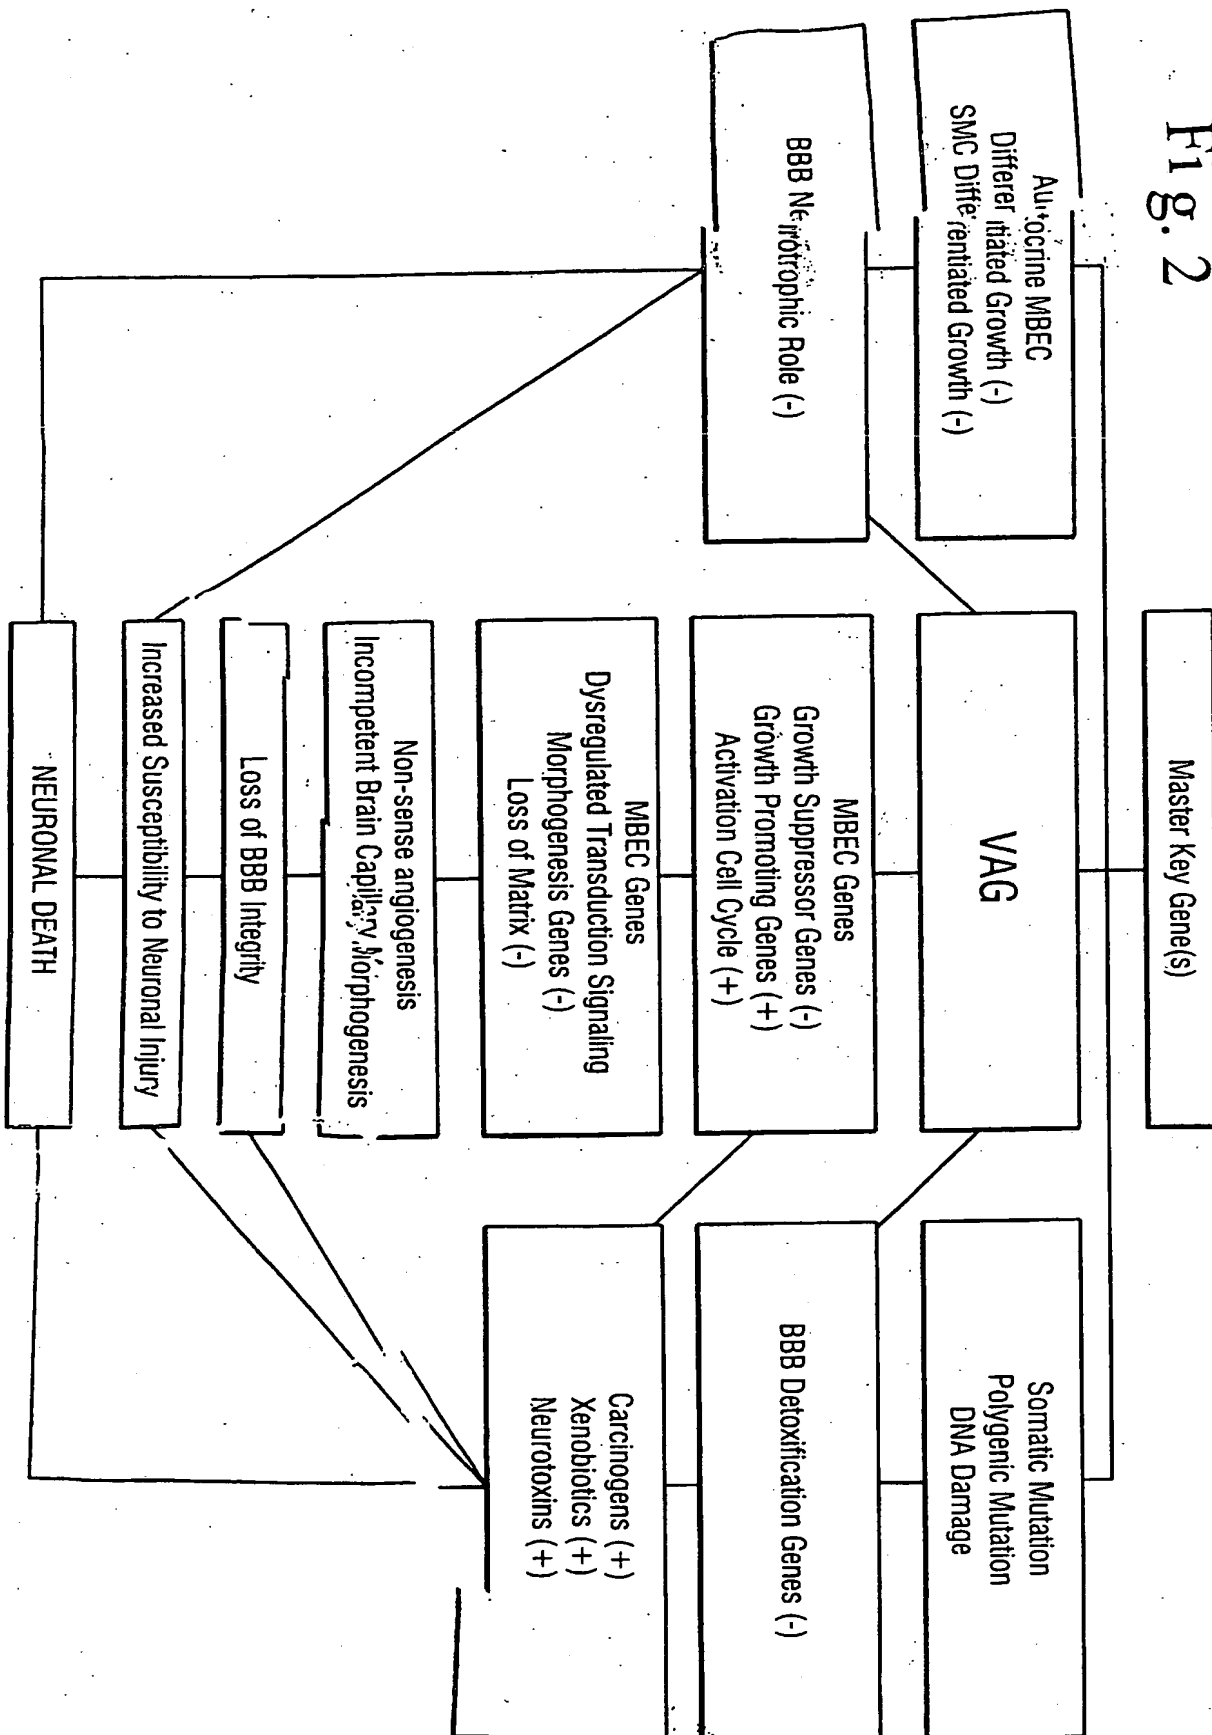 Fig. 2
Master Key Gene(s)
Autocrine MBEC
Differentiated Growth (-)
SMC Differentiated Growth (-)
VAG
Somatic Mutation
Polygenic Mutation
DNA Damage
BBB Neurotrophic Role (-)
MBEC Genes
Growth Suppressor Genes (-)
Growth Promoting Genes (+)
Activation Cell Cycle (+)
BBB Detoxification Genes (-)
MBEC Genes
Dysregulated Transduction Signaling
Morphogenesis Genes (-)
Loss of Matrix (-)
Carcinogens (+)
Xenobiotics (+)
Neurotoxins (+)
Non-sense angiogenesis
Incompetent Brain Capillary Morphogenesis
Loss of BBB Integrity
Increased Susceptibility to Neuronal Injury
NEURONAL DEATH